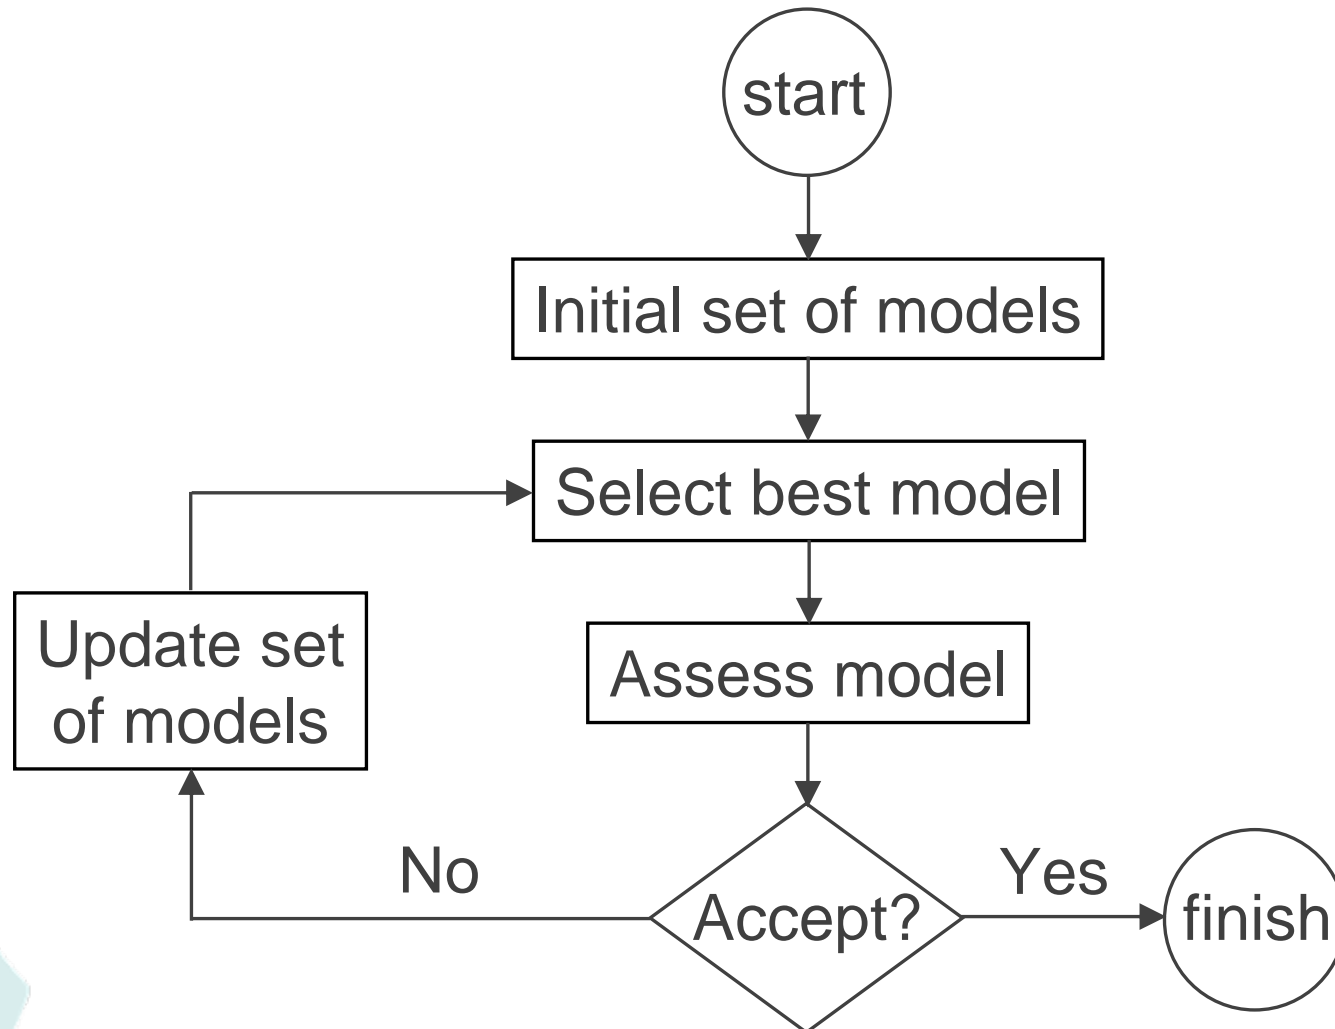 start
Initial set of models
Select best model
Update set
of models
Assess model
No
Yes
Accept?
finish